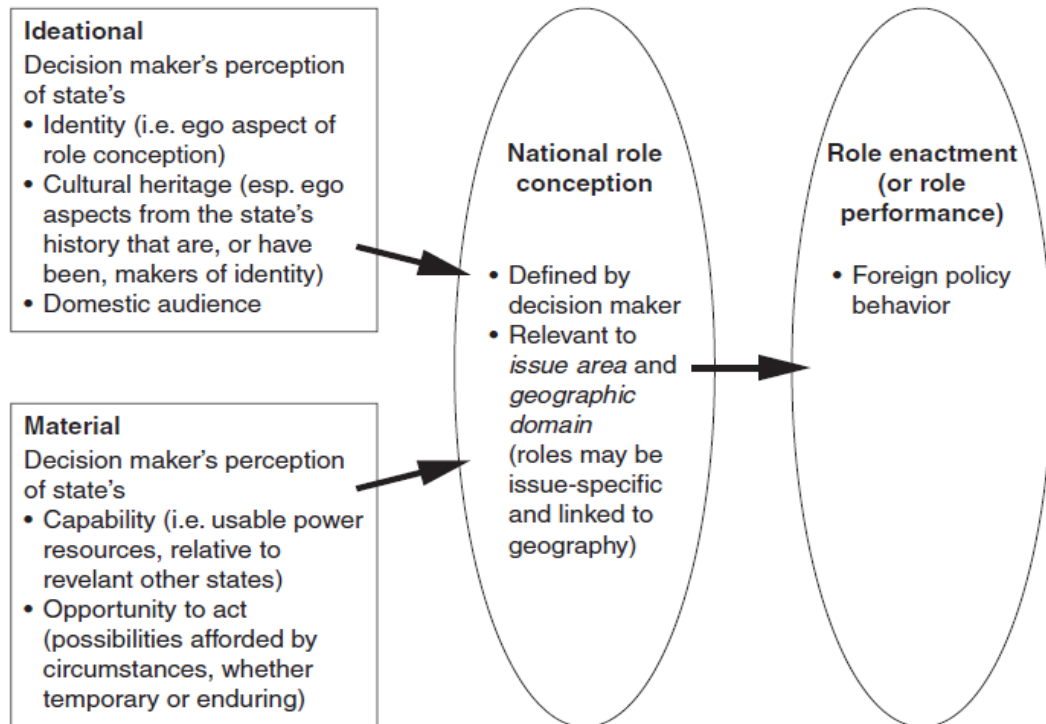 Ideational
Decision maker's perception
of state's
• Identity (i.e. ego aspect of
role conception)
• Cultural heritage (esp. ego
aspects from the state's
history that are, or have
been, makers of identity)
• Domestic audience
Material
Decision maker's perception
of state's
• Capability (i.e. usable power
resources, relative to
revelant other states)
• Opportunity to act
(possibilities afforded by
circumstances, whether
temporary or enduring)
National role
conception
• Defined by
decision maker
• Relevant to
issue area and
geographic
domain
(roles may be
issue-specific
and linked to
geography)
Role enactment
(or role
performance)
• Foreign policy
behavior